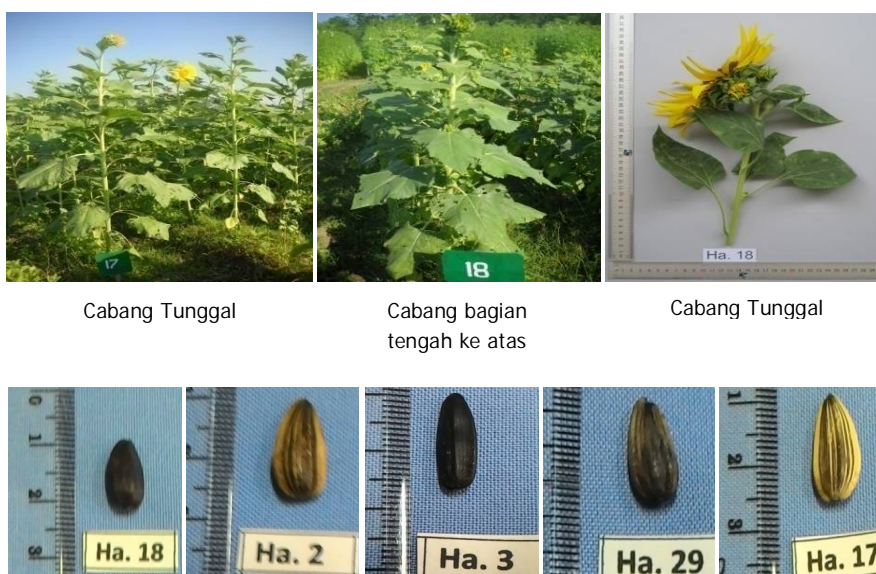 17
18
Ha. 18
Cabang Tunggal
Cabang bagian
tengah ke atas
Cabang Tunggal
Ha. 18
Ha. 2
Ha. 3
Ha. 29
Ha. 17